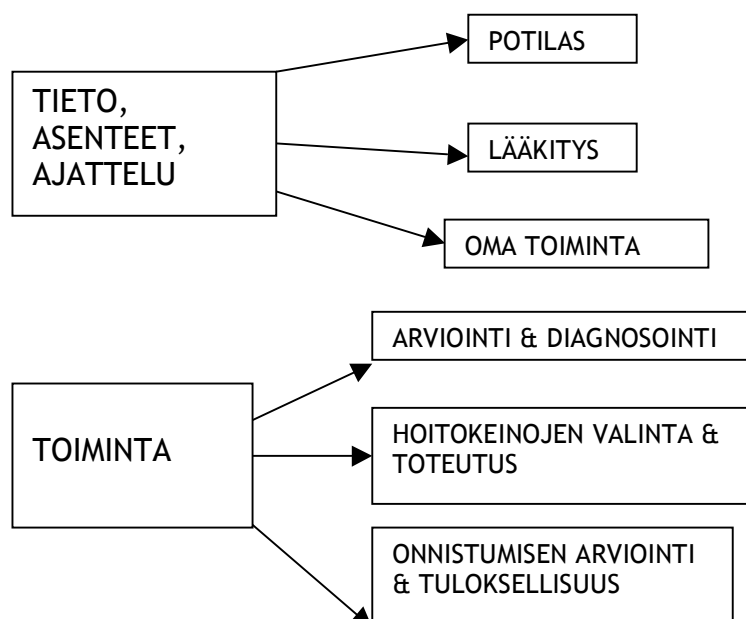 POTILAS
TIETO,
ASENTEET,
AJATTELU
LÄÄKITYS
OMA TOIMINTA
ARVIOINTI & DIAGNOSOINTI
TOIMINTA
HOITOKEINOJEN VALINTA &
TOTEUTUS
ONNISTUMISEN ARVIOINTI
& TULOKSELLISUUS